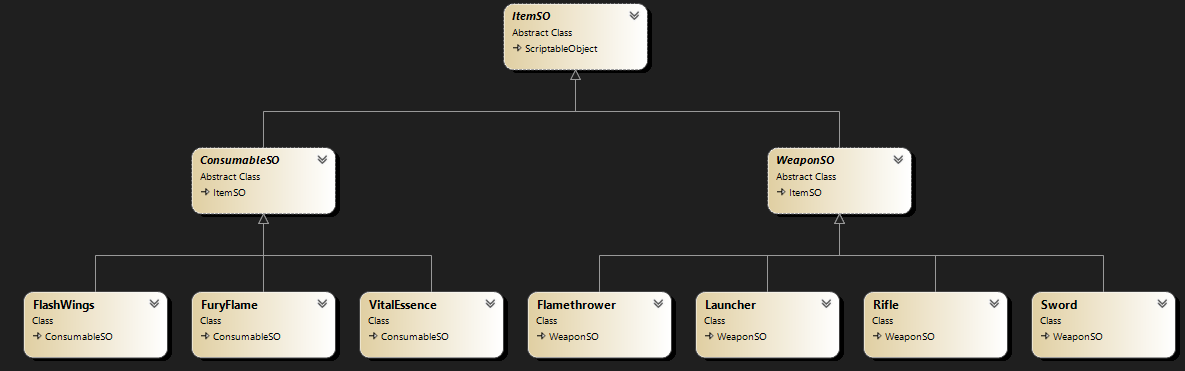 ItemSO
Abstract Class
ScriptableObject
ConsumableSO
Abstract Class
ItemSO
WeaponSO
Abstract Class
ItemSO
FlashWings
Class
ConsumableSO
FuryFlame
Class
ConsumableSO
VitalEssence
Class
ConsumableSO
Flamethrower
Class
WeaponSO
Launcher
Class
WeaponSO
Rifle
Class
WeaponSO
Sword
Class
WeaponSO